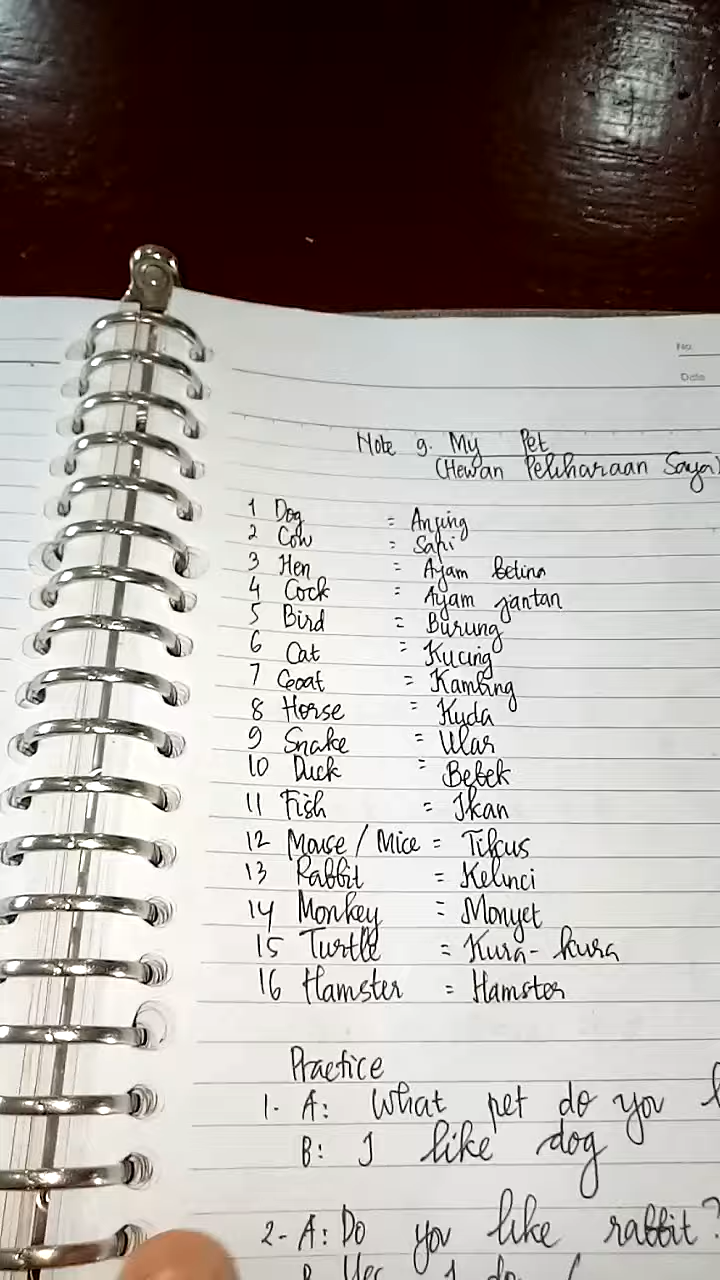 No.
Date
Note 9. My Pet
(Hewan Peliharaan Saya)
1 Dog = Anjing
2 Cow = Sapi
3 Hen = Ayam betina
4 Cock = Ayam jantan
5 Bird = Burung
6 Cat = Kucing
7 Goat = Kambing
8 Horse = Kuda
9 Snake = Ular
10 Duck = Bebek
11 Fish = Ikan
12 Mouse / Mice = Tikus
13 Rabbit = Kelinci
14 Monkey = Monyet
15 Turtle = Kura-kura
16 Hamster = Hamster
Practice
1. A: What pet do you
B: I like dog
2- A: Do you like rabbit?
B Yes I do